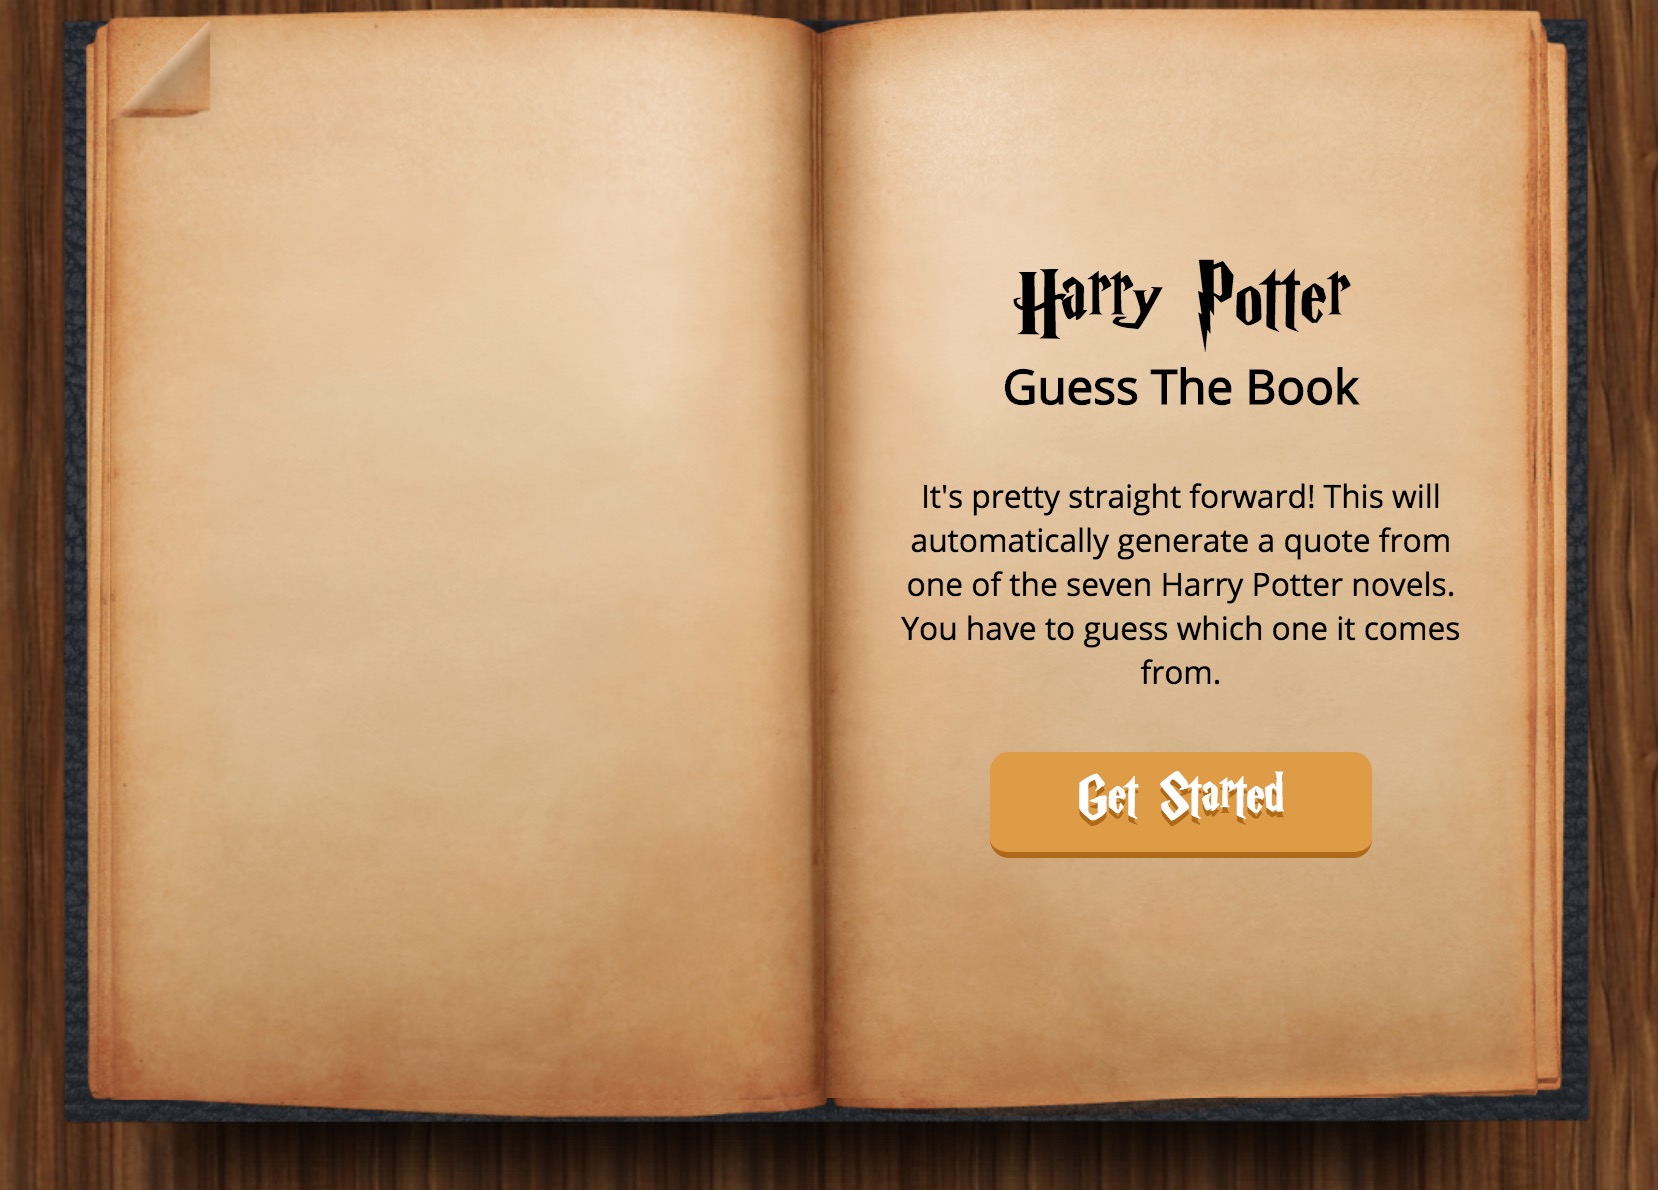 Harry Potter
Guess The Book
It's pretty straight forward! This will
automatically generate a quote from
one of the seven Harry Potter novels.
You have to guess which one it comes
from.
Get Started